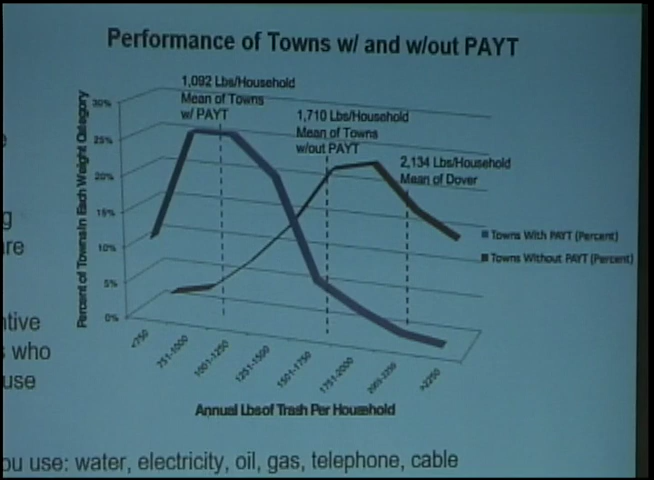 Performance of Towns w/ and w/out PAYT
1,092 Lbs/Household
Mean of Towns
w/ PAYT
1,710 Lbs/Household
Mean of Towns
w/out PAYT
2,134 Lbs/Household
Mean of Dover
Percent of Towns In Each Weight Category
30%
25%
20%
15%
10%
5%
0%
<750
751-1000
1001-1250
1251-1500
1501-1750
1751-2000
>2250
Annual Lbs of Trash Per Household
Towns With PAYT (Percent)
Towns Without PAYT (Percent)
who
use
ou use: water, electricity, oil, gas, telephone, cable